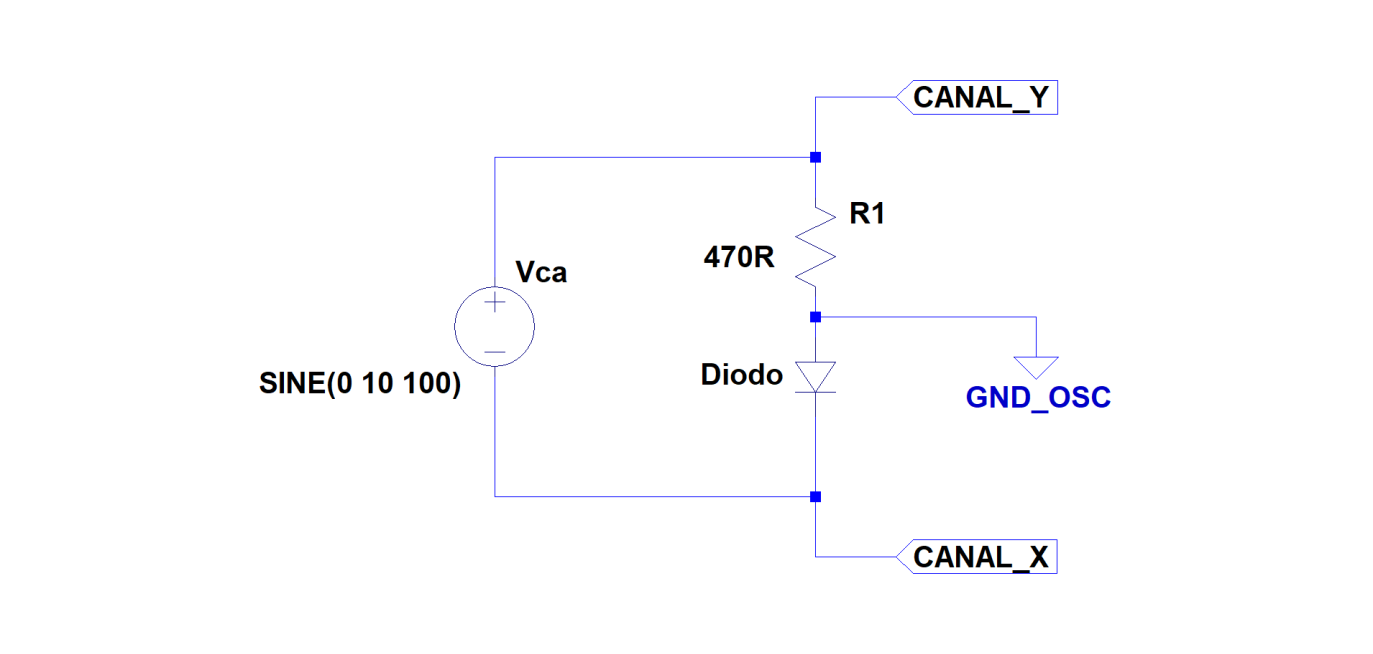 CANAL_Y
R1
470R
Vca
SINE(0 10 100)
Diodo
GND_OSC
CANAL_X